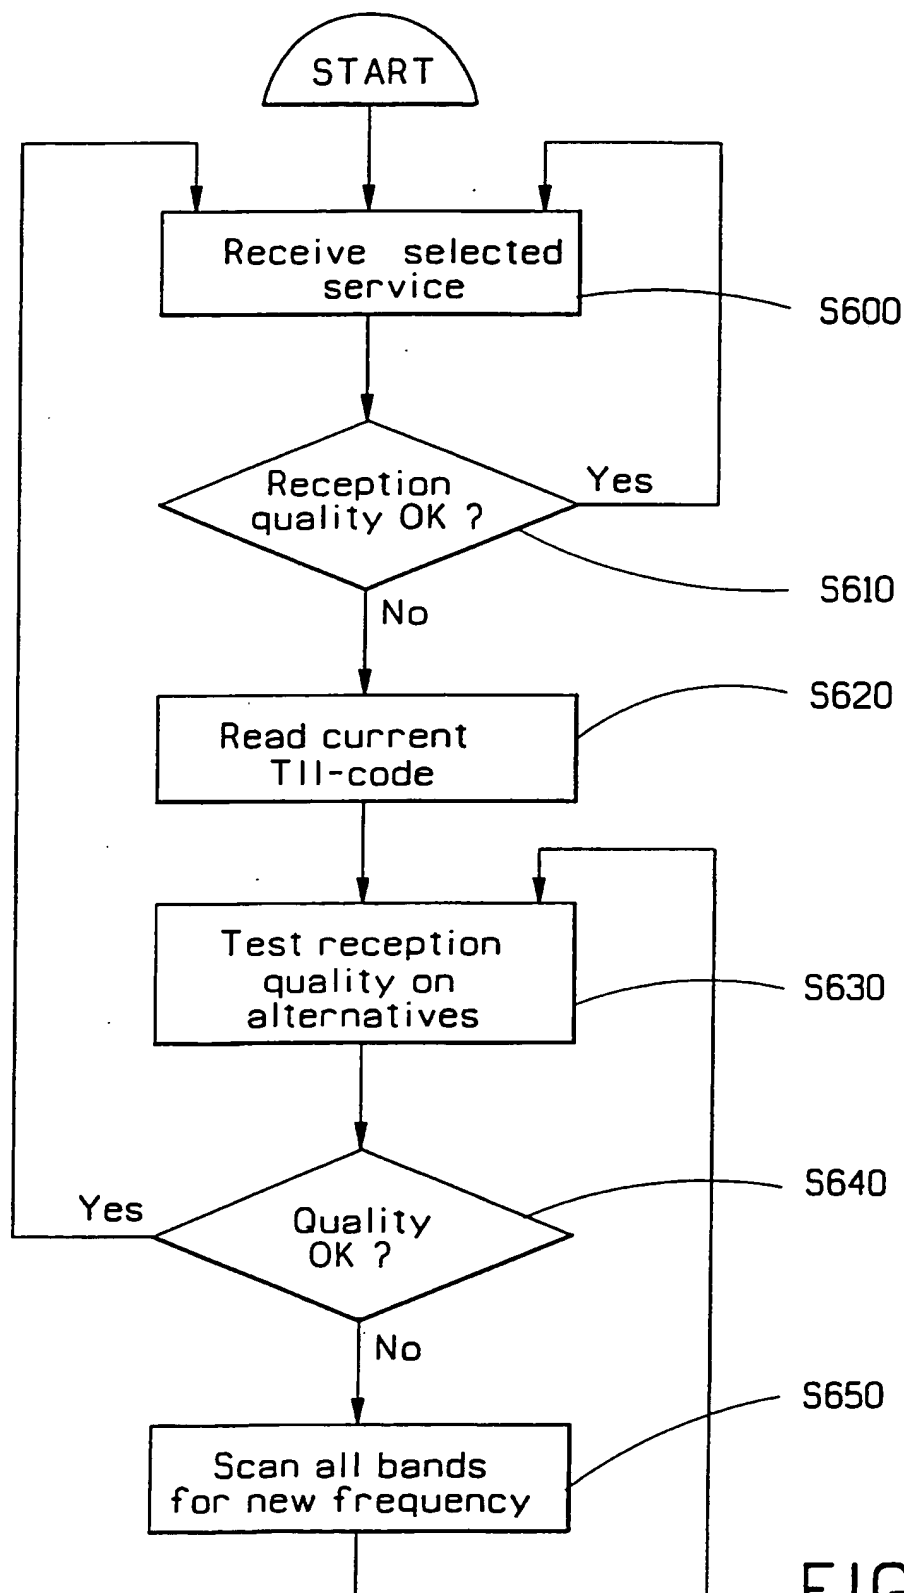 START
Receive selected
service
S600
Reception
quality OK ?
Yes
S610
No
S620
Read current
TII-code
Test reception
quality on
alternatives
S630
S640
Yes
Quality
OK ?
No
S650
Scan all bands
for new frequency
FIG